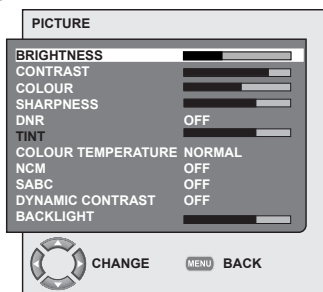 PICTURE
BRIGHTNESS
CONTRAST
COLOUR
SHARPNESS
DNR OFF
TINT
COLOUR TEMPERATURE NORMAL
NCM OFF
SABC OFF
DYNAMIC CONTRAST OFF
BACKLIGHT
CHANGE MENU BACK